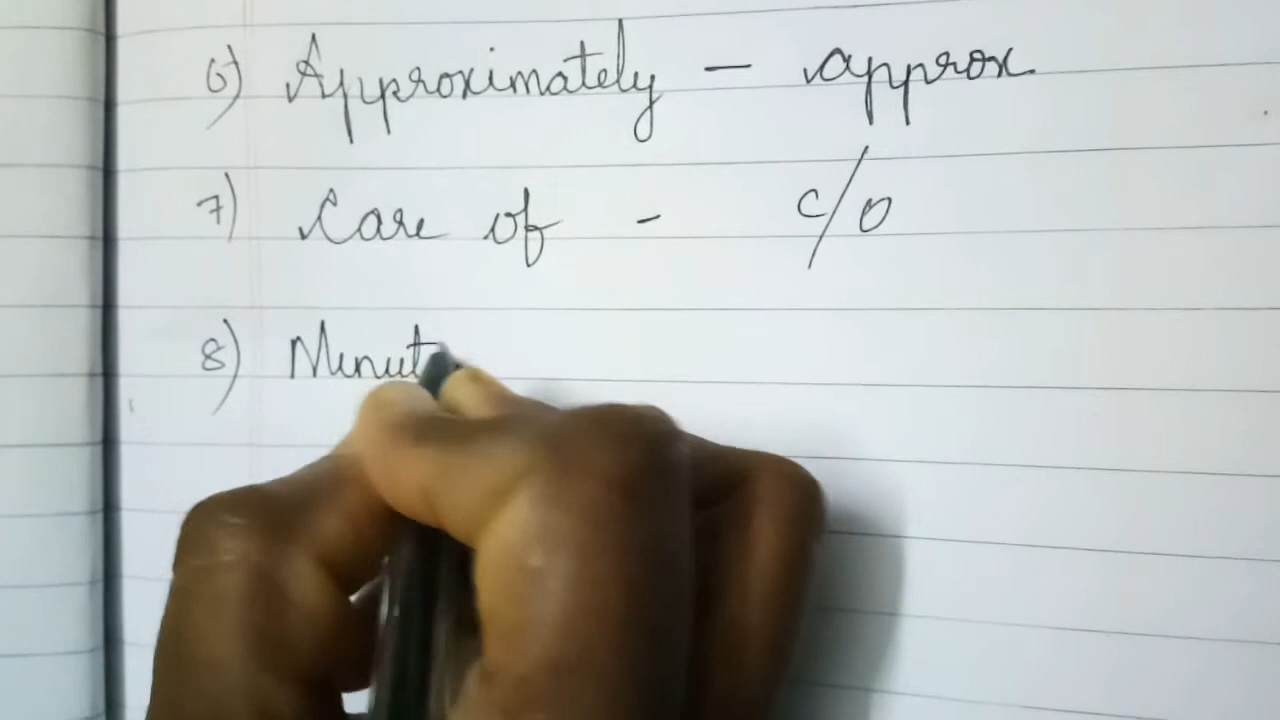 6) Approximately - approx.
7) Care of - c/o
8) Minut